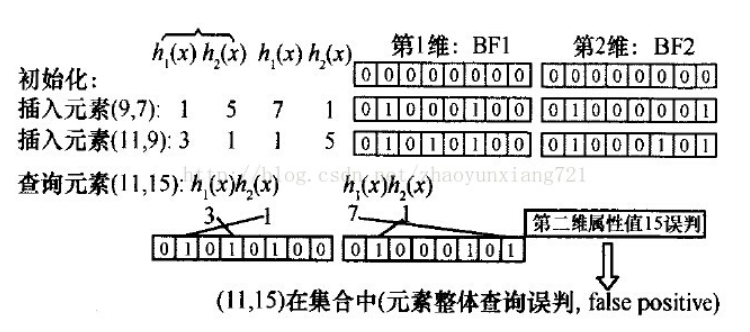 h₁(x) h₂(x) h₁(x) h₂(x) 第1维: BF1 第2维: BF2
初始化: 0 0 0 0 0 0 0 0 0 0 0 0 0 0 0 0
插入元素(9,7): 1 5 7 1 0 1 0 0 0 1 0 0 0 1 0 0 0 0 0 1
插入元素(11,9): 3 1 1 5 0 1 0 1 0 1 0 0 0 1 0 0 0 1 0 1
http://blog.csdn.net/zhaoyunxiang721
查询元素(11,15): h₁(x)h₂(x) h₁(x)h₂(x)
3 1 7 1 第二维属性值15误判
0 1 0 1 0 1 0 0 0 1 0 0 0 1 0 1
(11,15)在集合中(元素整体查询误判, false positive)